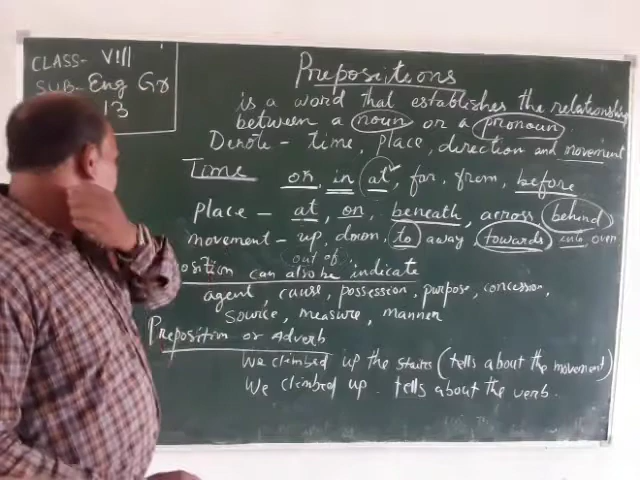 CLASS- VIII
SUB- Eng Gr
13
Prepositions
is a word that establishes the relationship
between a noun or a pronoun
Denote - time, place, direction and movement
Time on, in, at, for, from, before
place - at, on, beneath, across behind
movement - up, down, to away, towards into over
out of
position can also be indicate
agent, cause, possession, purpose, concession,
Source, measure, manner
Preposition or Adverb
We climbed up the staires (tells about the movement)
We climbed up. tells about the verb.